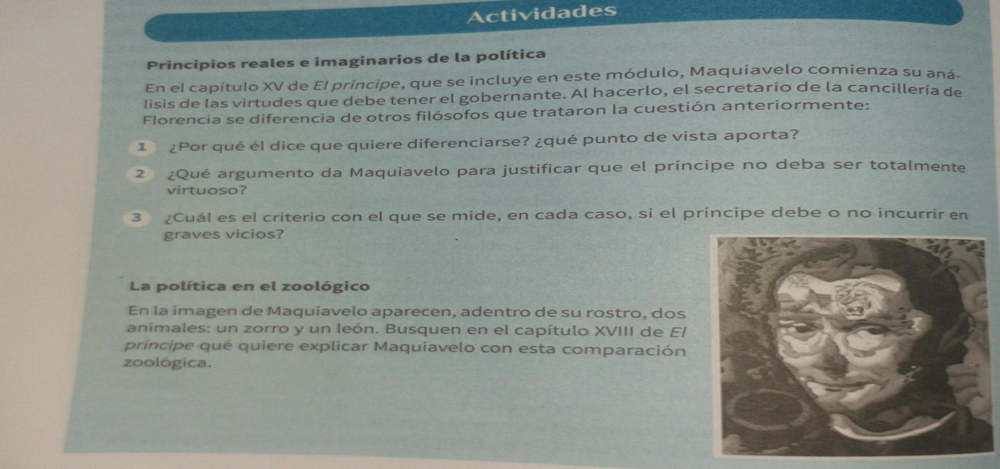 Actividades
Principios reales e imaginarios de la política
En el capítulo XV de El príncipe, que se incluye en este módulo, Maquiavelo comienza su aná-
lisis de las virtudes que debe tener el gobernante. Al hacerlo, el secretario de la cancillería de
Florencia se diferencia de otros filósofos que trataron la cuestión anteriormente:
1 ¿Por qué él dice que quiere diferenciarse? ¿qué punto de vista aporta?
2 ¿Qué argumento da Maquiavelo para justificar que el príncipe no deba ser totalmente
virtuoso?
3 ¿Cuál es el criterio con el que se mide, en cada caso, si el príncipe debe o no incurrir en
graves vicios?
La política en el zoológico
En la imagen de Maquiavelo aparecen, adentro de su rostro, dos
animales: un zorro y un león. Busquen en el capítulo XVIII de El
príncipe qué quiere explicar Maquiavelo con esta comparación
zoológica.